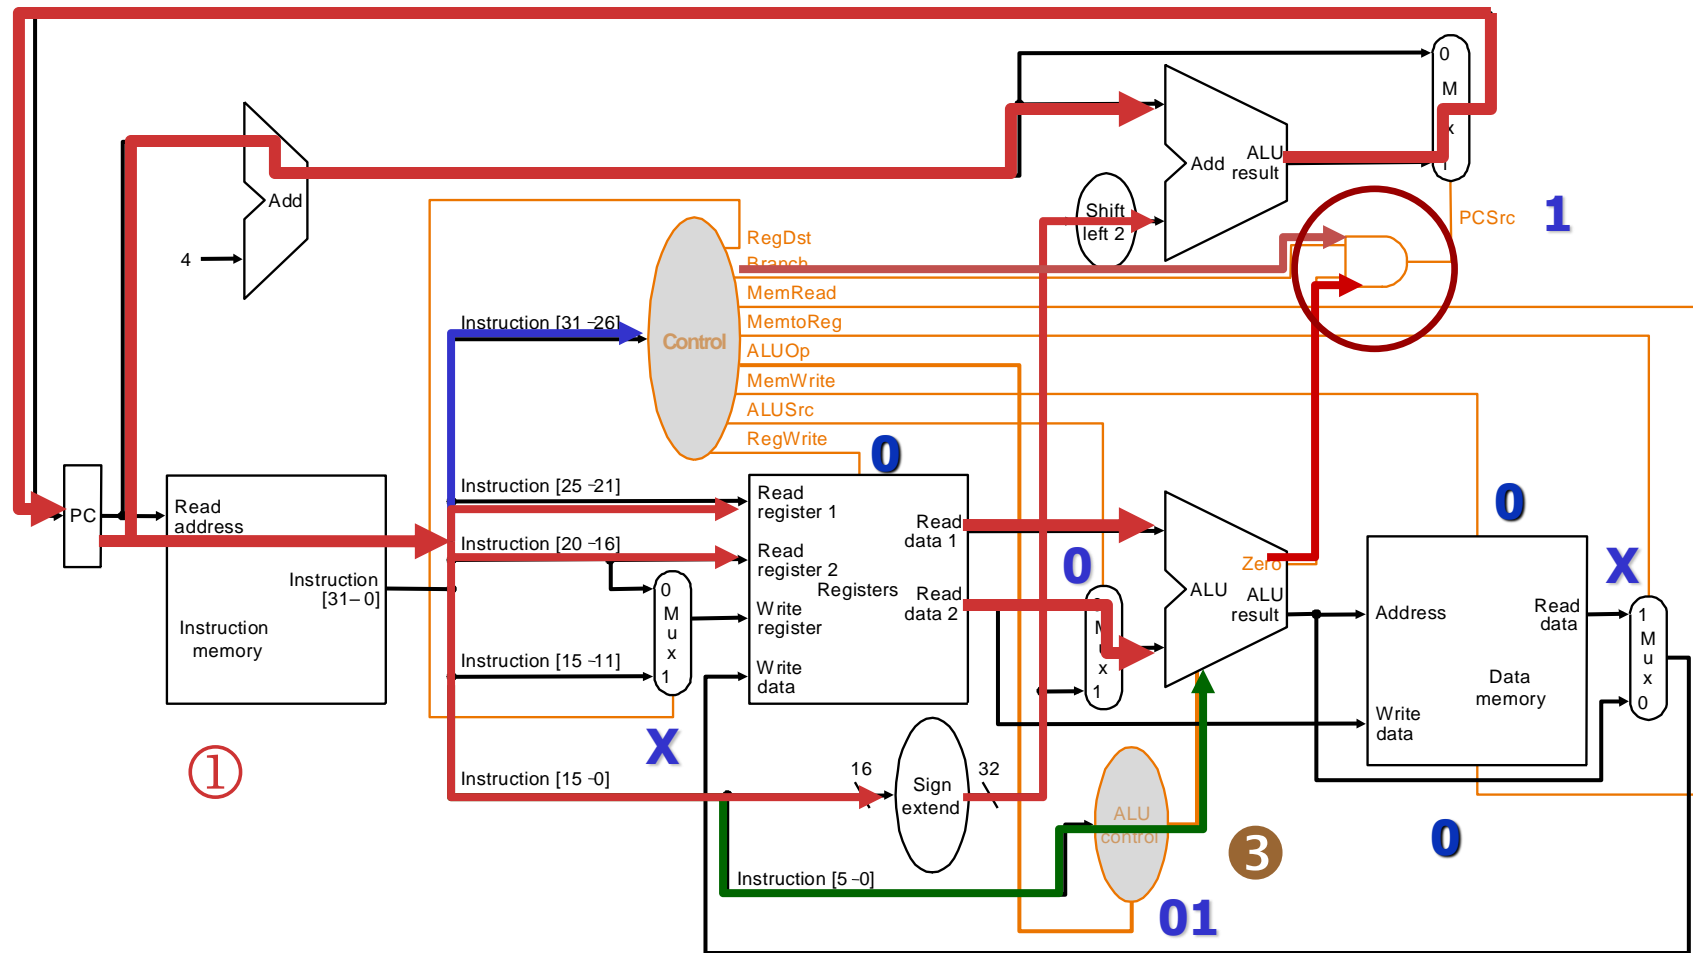 0
M
x
1
ALU
Add
result
Shift
left 2
PCSrc
1
Add
4
RegDst
Branch
MemRead
MemtoReg
ALUOp
MemWrite
ALUSrc
RegWrite
Control
Instruction [31–26]
0
Instruction [25–21]
Read
register 1
Read
data 1
Instruction [20–16]
Read
register 2
Registers
Read
data 2
Write
register
Write
data
PC
Read
address
Instruction
[31–0]
Instruction
memory
0
M
u
x
1
Instruction [15–11]
X
0
M
x
1
Zero
ALU
ALU
result
0
Address
Read
data
Data
memory
Write
data
X
1
M
u
x
0
①
Instruction [15–0]
16
Sign
extend
32
ALU
control
❸
0
Instruction [5–0]
01